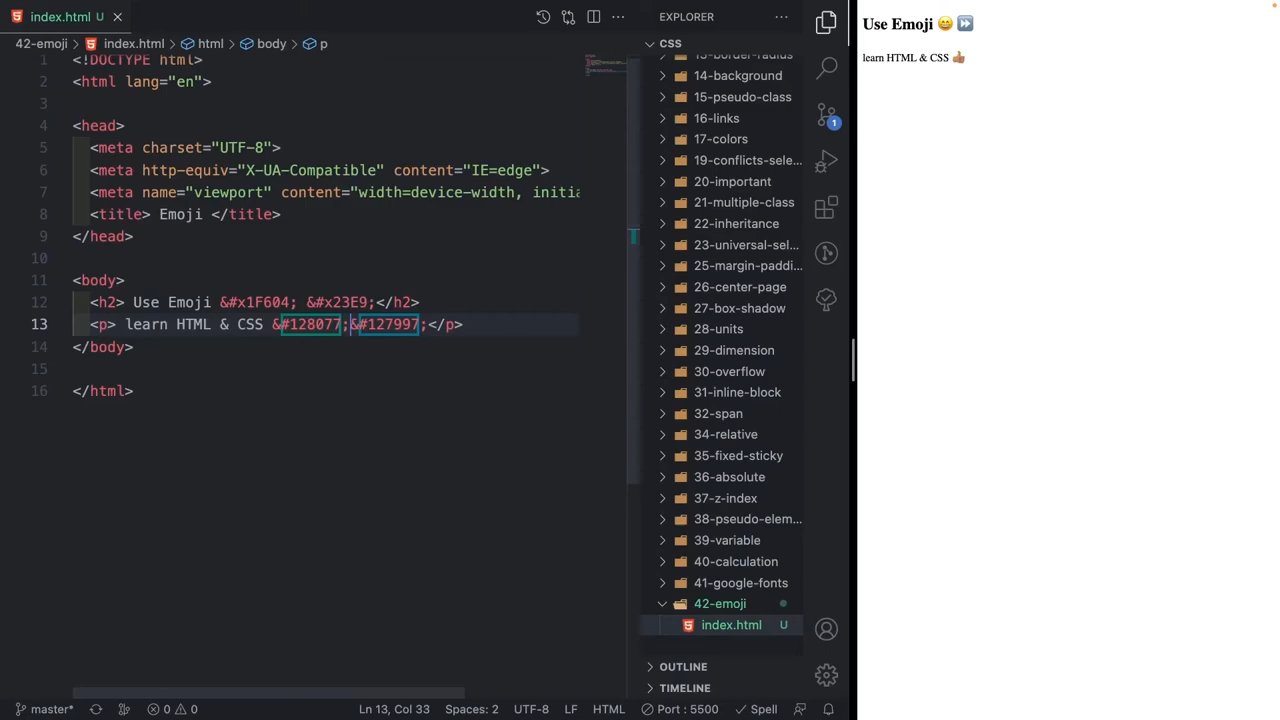 index.html U
EXPLORER
42-emoji
index.html
html
body
p
CSS
1 <!DOCTYPE html>
2 <html lang="en">
3
4 <head>
5 <meta charset="UTF-8">
6 <meta http-equiv="X-UA-Compatible" content="IE=edge">
7 <meta name="viewport" content="width=device-width, initia
8 <title> Emoji </title>
9 </head>
10
11 <body>
12 <h2> Use Emoji &#x1F604; &#x23E9;</h2>
13 <p> learn HTML & CSS &#128077;&#127997;</p>
14 </body>
15
16 </html>
13-border-radius
14-background
15-pseudo-class
16-links
17-colors
19-conflicts-sele...
20-important
21-multiple-class
22-inheritance
23-universal-sel...
25-margin-paddi...
26-center-page
27-box-shadow
28-units
29-dimension
30-overflow
31-inline-block
32-span
34-relative
35-fixed-sticky
36-absolute
37-z-index
38-pseudo-elem...
39-variable
40-calculation
41-google-fonts
42-emoji
index.html U
OUTLINE
TIMELINE
1
master*
0
0
Ln 13, Col 33
Spaces: 2
UTF-8
LF
HTML
Port : 5500
Spell
Use Emoji 😄 ⏩
learn HTML & CSS 👍🏽